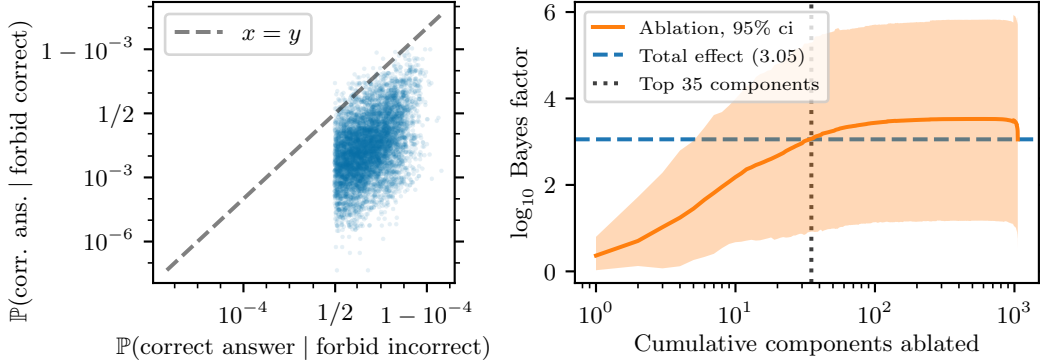 x = y
1 − 10⁻³
1/2
10⁻³
10⁻⁶
ℙ(corr. ans. | forbid correct)
10⁻⁴
1/2
1 − 10⁻⁴
ℙ(correct answer | forbid incorrect)
Ablation, 95% ci
Total effect (3.05)
Top 35 components
6
4
2
0
log₁₀ Bayes factor
10⁰
10¹
10²
10³
Cumulative components ablated